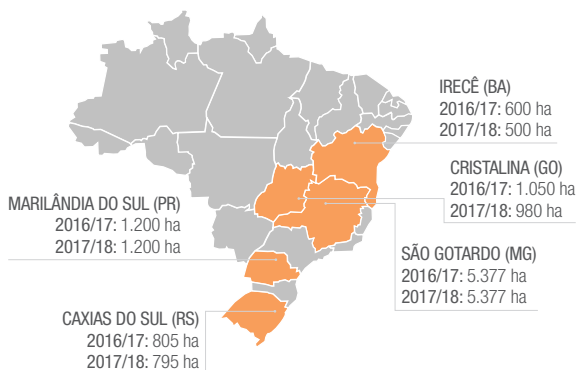 IRECÊ (BA)
2016/17: 600 ha
2017/18: 500 ha
CRISTALINA (GO)
2016/17: 1.050 ha
2017/18: 980 ha
MARILÂNDIA DO SUL (PR)
2016/17: 1.200 ha
2017/18: 1.200 ha
SÃO GOTARDO (MG)
2016/17: 5.377 ha
2017/18: 5.377 ha
CAXIAS DO SUL (RS)
2016/17: 805 ha
2017/18: 795 ha